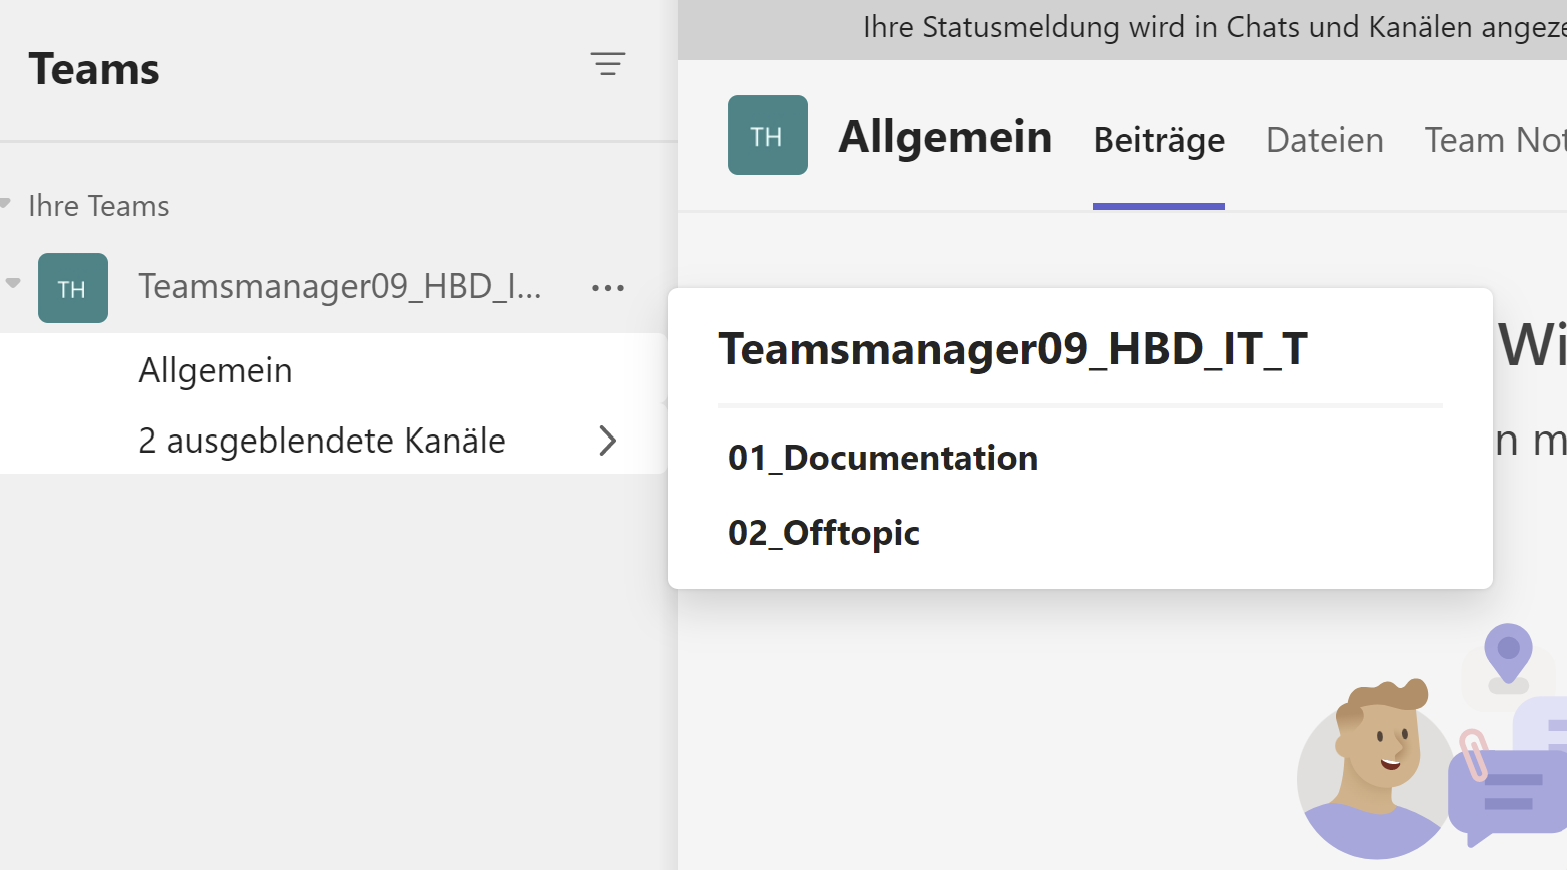 Teams
Ihre Teams
TH
Teamsmanager09_HBD_I...
Allgemein
2 ausgeblendete Kanäle
Ihre Statusmeldung wird in Chats und Kanälen angeze
TH
Allgemein
Beiträge
Dateien
Team Not
Teamsmanager09_HBD_IT_T
01_Documentation
02_Offtopic
Wi
n m